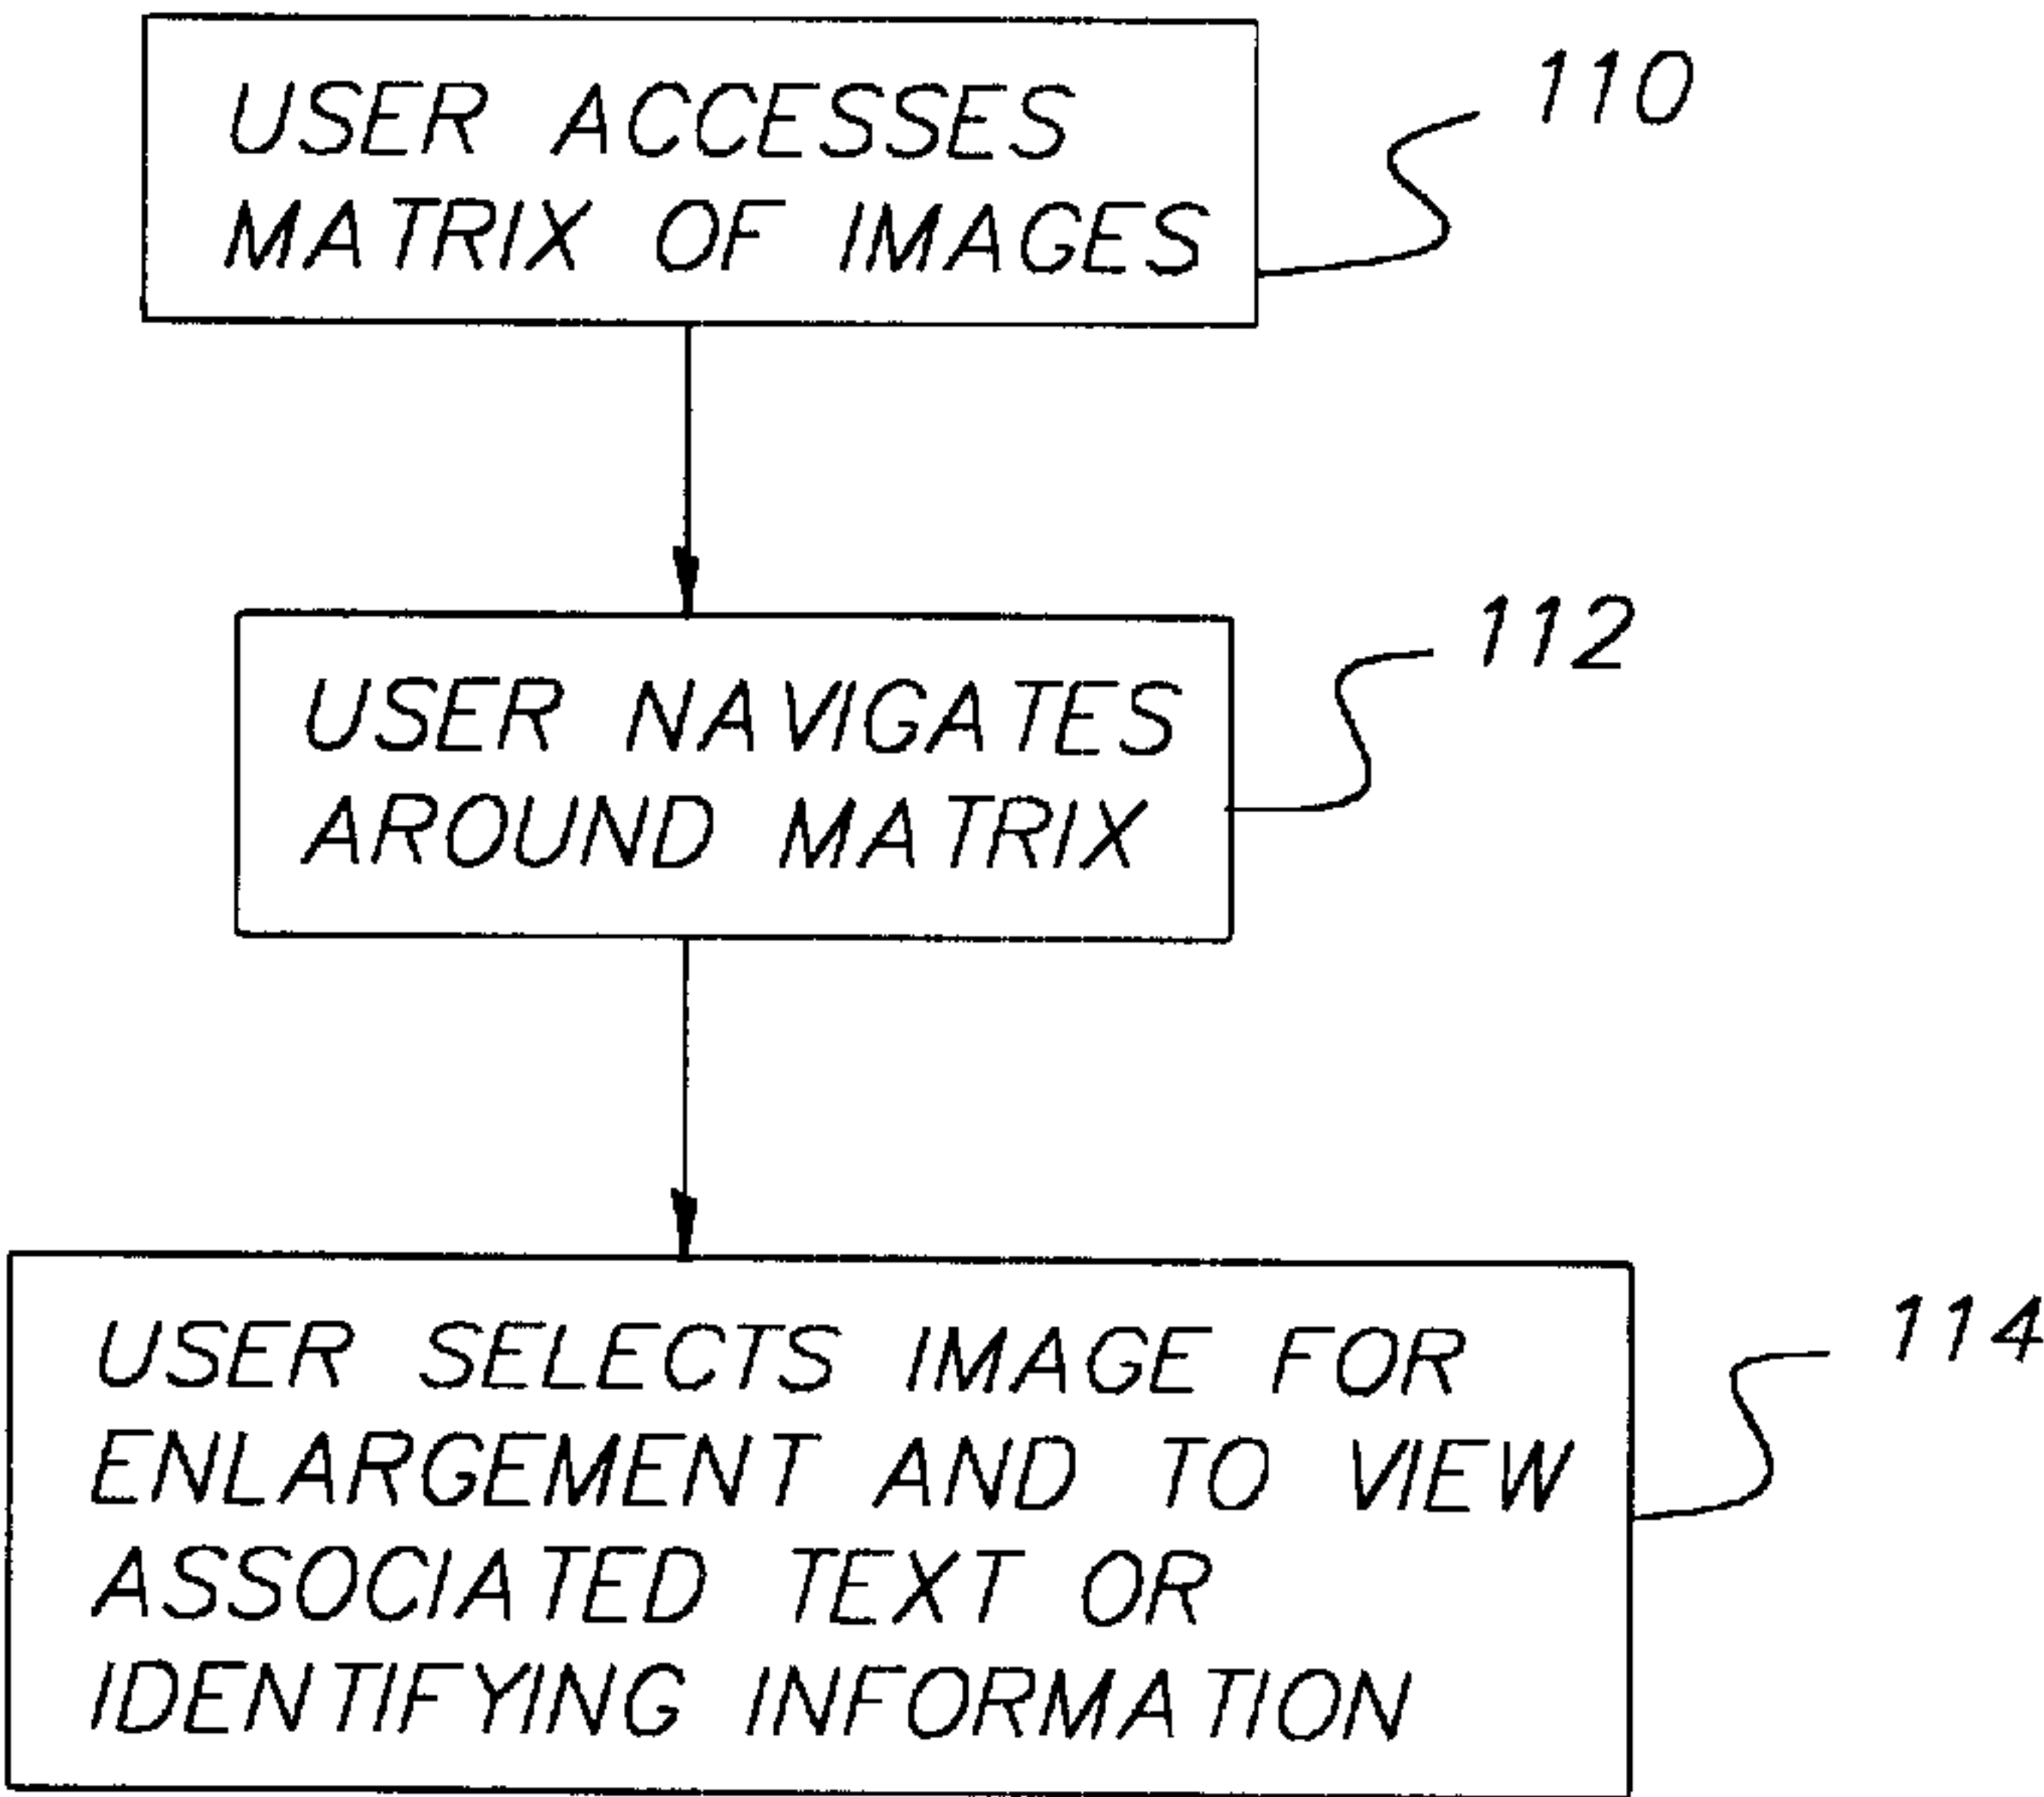 USER ACCESSES
MATRIX OF IMAGES
110
USER NAVIGATES
AROUND MATRIX
112
USER SELECTS IMAGE FOR
ENLARGEMENT AND TO VIEW
ASSOCIATED TEXT OR
IDENTIFYING INFORMATION
114